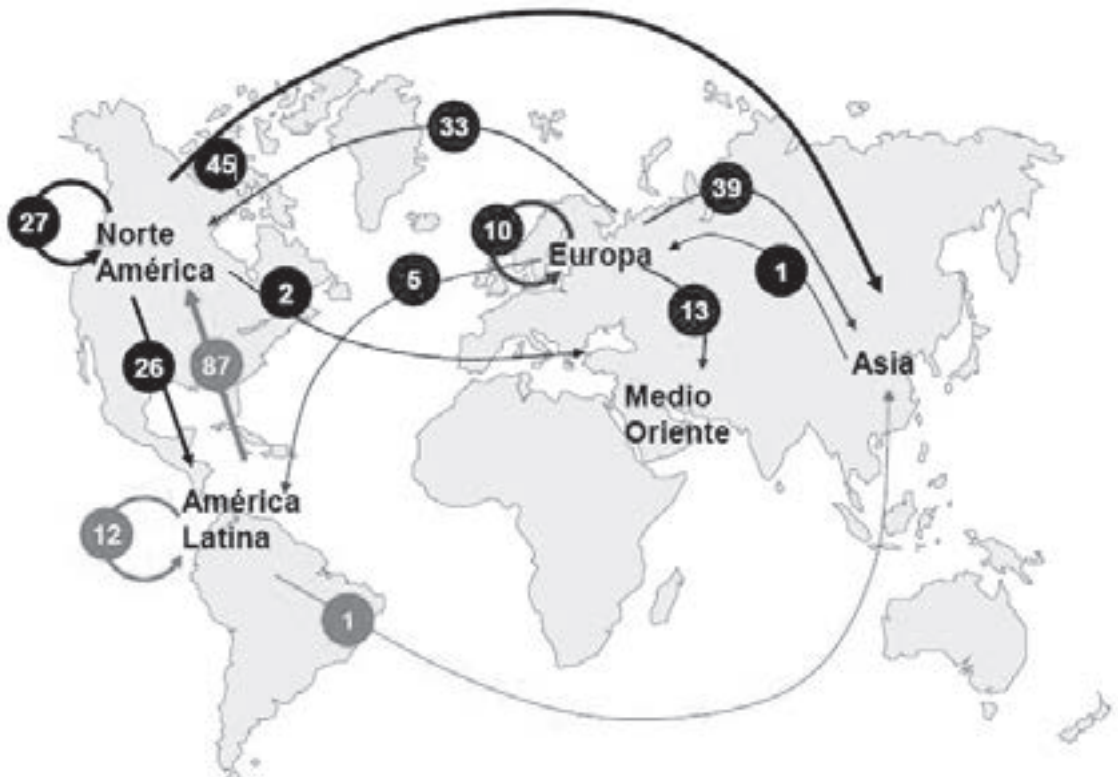 33
45
39
27
Norte
América
10
Europa
5
1
2
13
26
87
Asia
Medio
Oriente
América
Latina
12
1